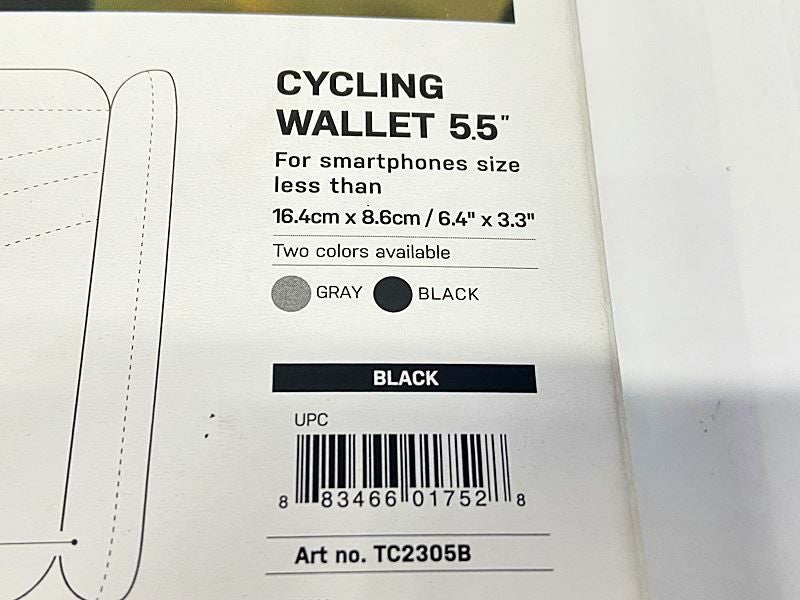 CYCLING
WALLET 5.5"
For smartphones size
less than
16.4cm x 8.6cm / 6.4" x 3.3"
Two colors available
GRAY BLACK
BLACK
UPC
8 83466 01752 8
Art no. TC2305B